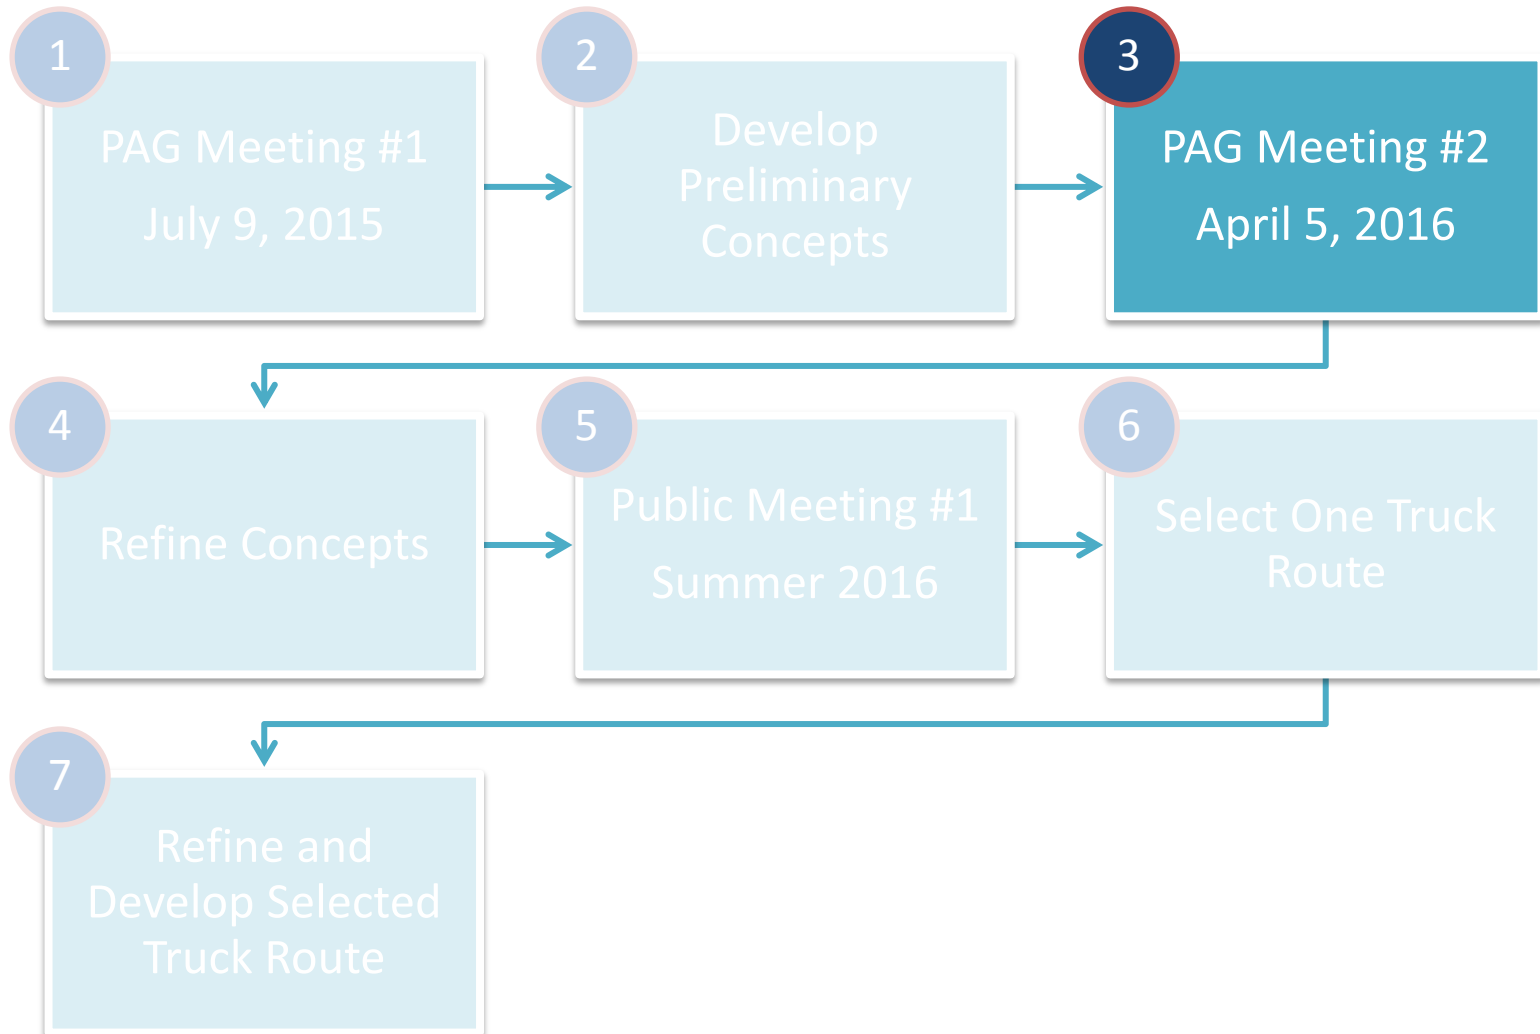 1
PAG Meeting #1
July 9, 2015
2
Develop
Preliminary
Concepts
3
PAG Meeting #2
April 5, 2016
4
Refine Concepts
5
Public Meeting #1
Summer 2016
6
Select One Truck
Route
7
Refine and
Develop Selected
Truck Route